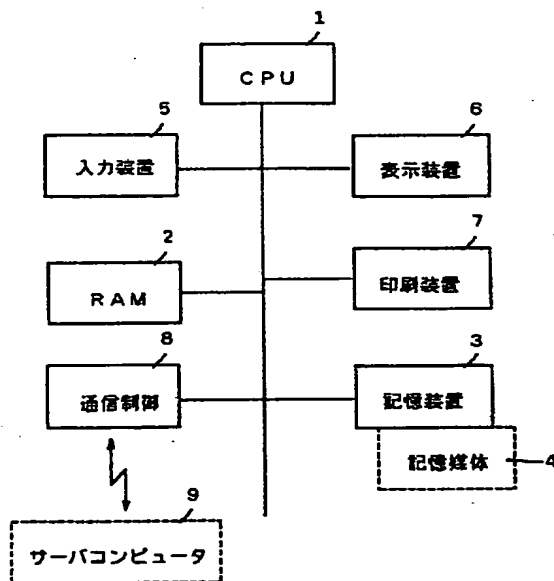 1
CPU
5
入力装置
6
表示装置
2
RAM
7
印刷装置
8
通信制御
3
記憶装置
記憶媒体
4
9
サーバコンピュータ